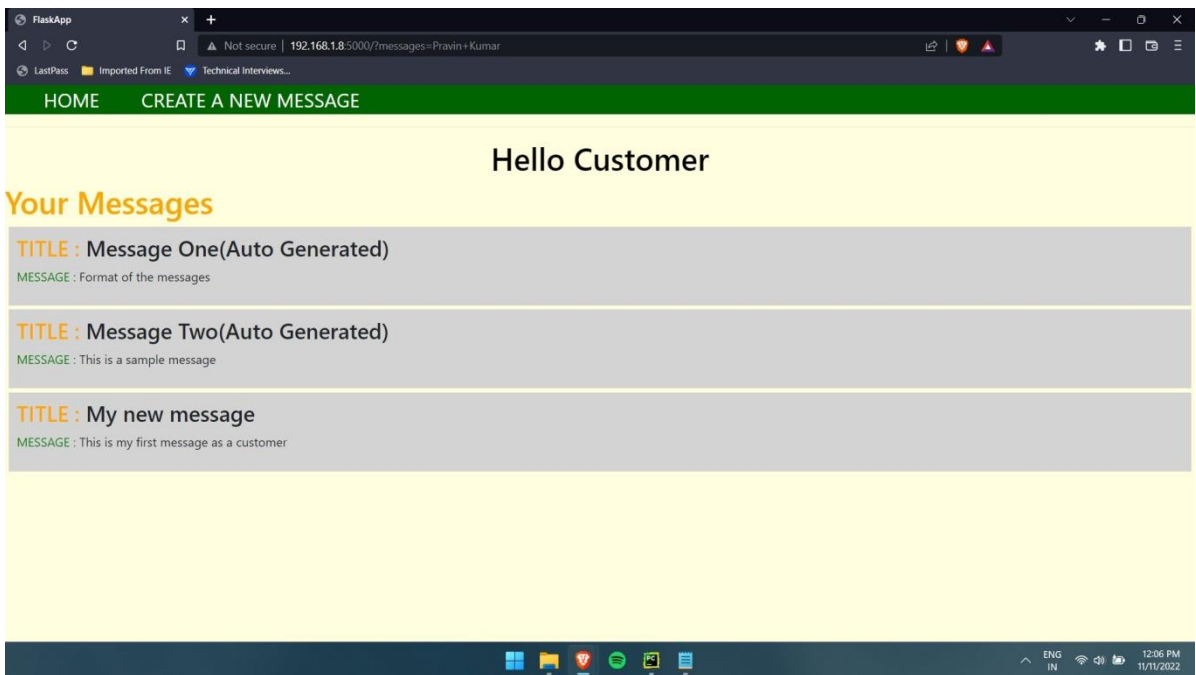 FlaskApp
Not secure | 192.168.1.8:5000/?messages=Pravin+Kumar
LastPass Imported From IE Technical Interviews...
HOME CREATE A NEW MESSAGE
Hello Customer
Your Messages
TITLE : Message One(Auto Generated)
MESSAGE : Format of the messages
TITLE : Message Two(Auto Generated)
MESSAGE : This is a sample message
TITLE : My new message
MESSAGE : This is my first message as a customer
PC
ENG
IN
12:06 PM
11/11/2022